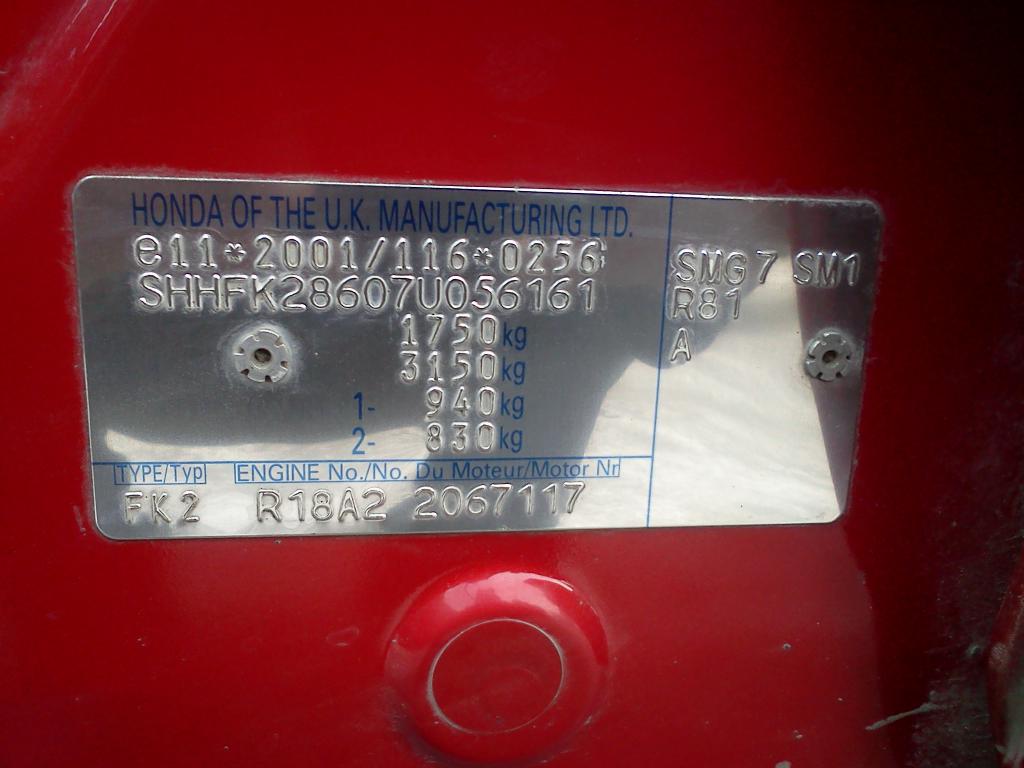 HONDA OF THE U.K. MANUFACTURING LTD.
e11*2001/116*0256
SHHFK28607U056161
1750kg
3150kg
1- 940kg
2- 830kg
SMG7 SM1
R81
A
TYPE/Typ ENGINE No./No. Du Moteur/Motor Nr
FK2 R18A2 2067117